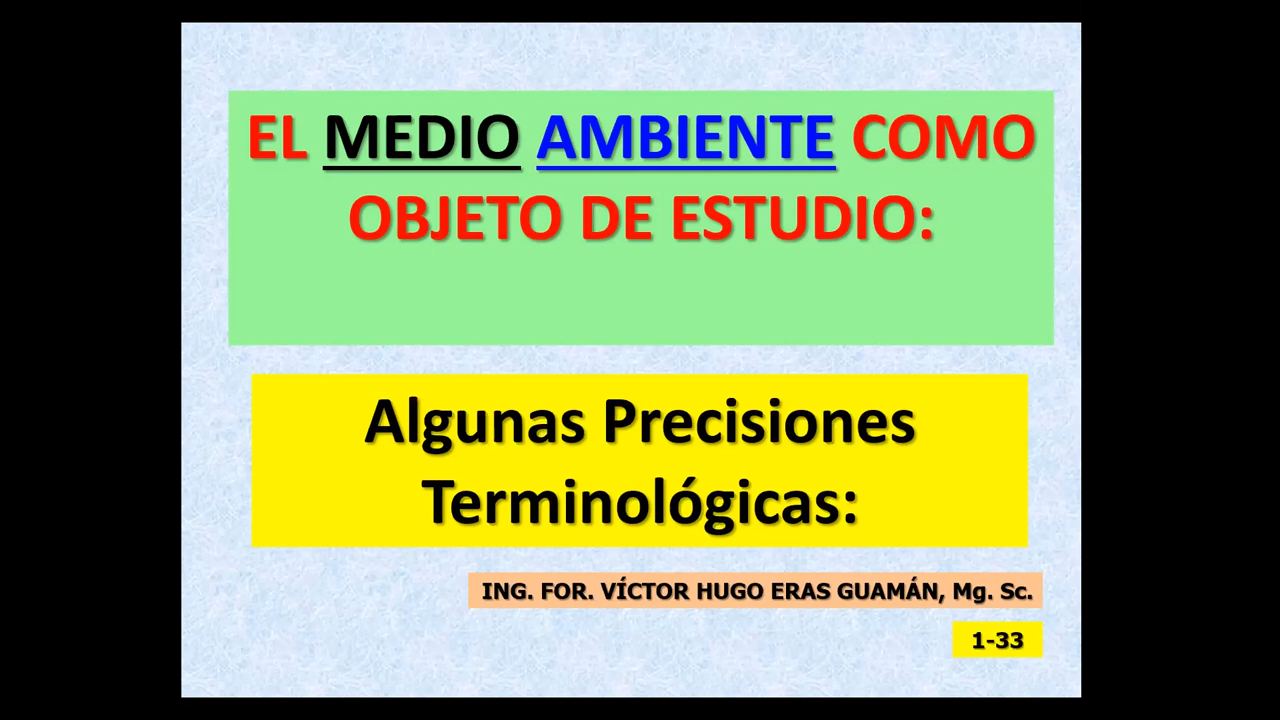 EL MEDIO AMBIENTE COMO
OBJETO DE ESTUDIO:
Algunas Precisiones
Terminológicas:
ING. FOR. VÍCTOR HUGO ERAS GUAMÁN, Mg. Sc.
1-33